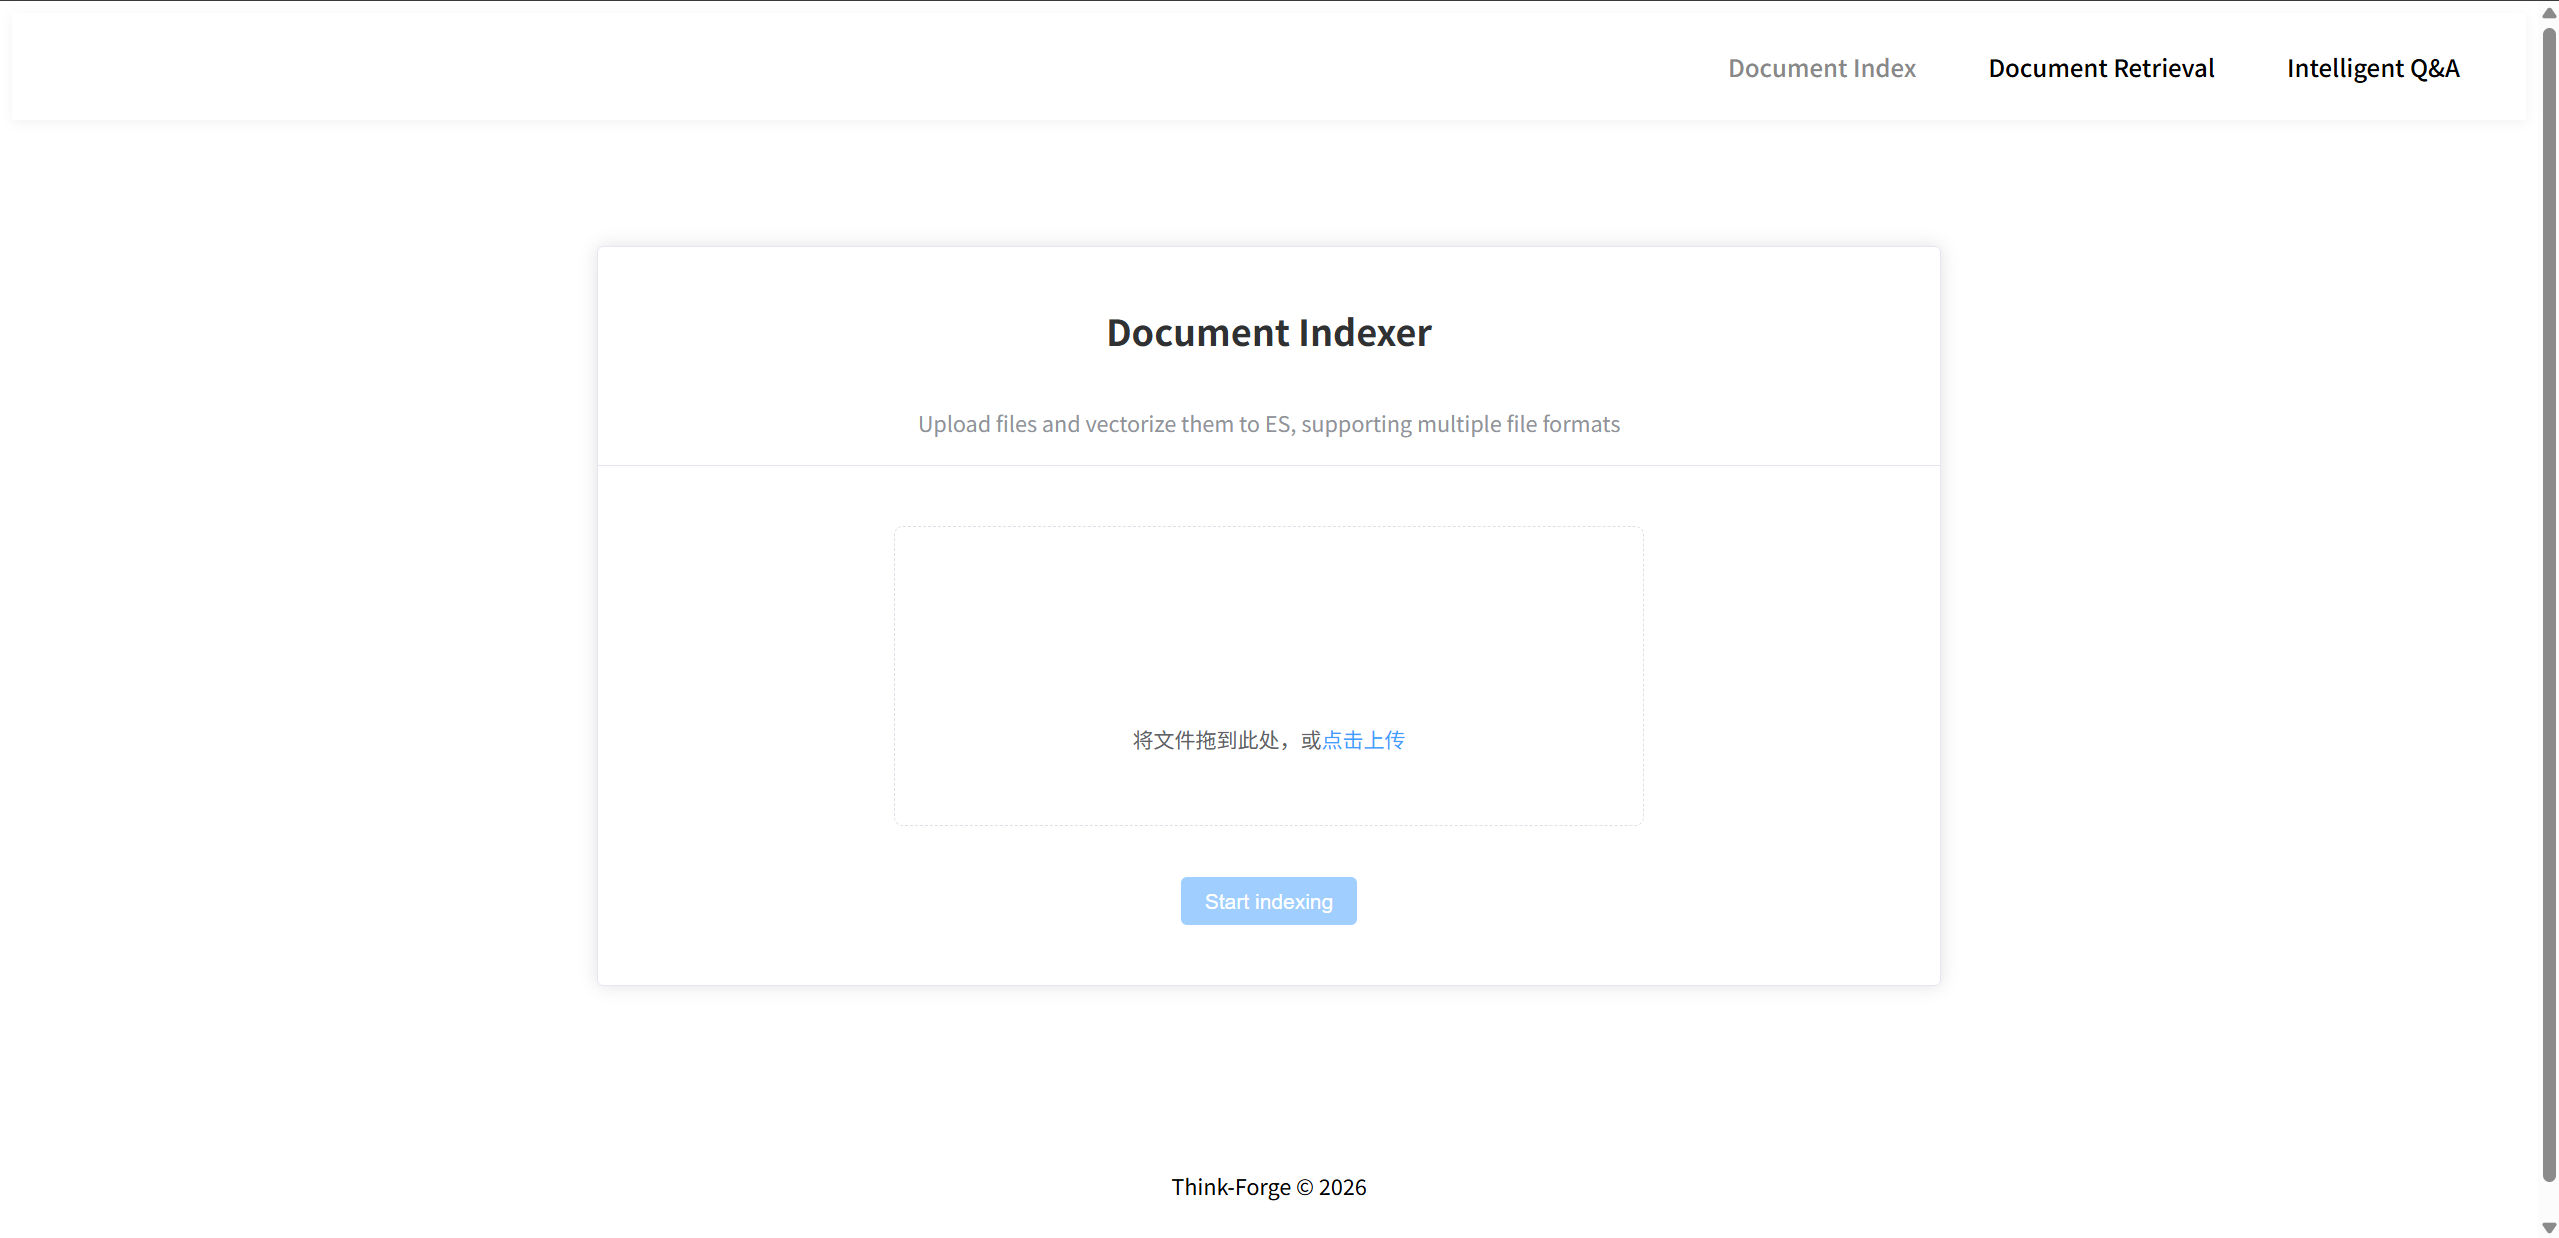 Document Index Document Retrieval Intelligent Q&A
Document Indexer
Upload files and vectorize them to ES, supporting multiple file formats
将文件拖到此处，或点击上传
Start indexing
Think-Forge © 2026